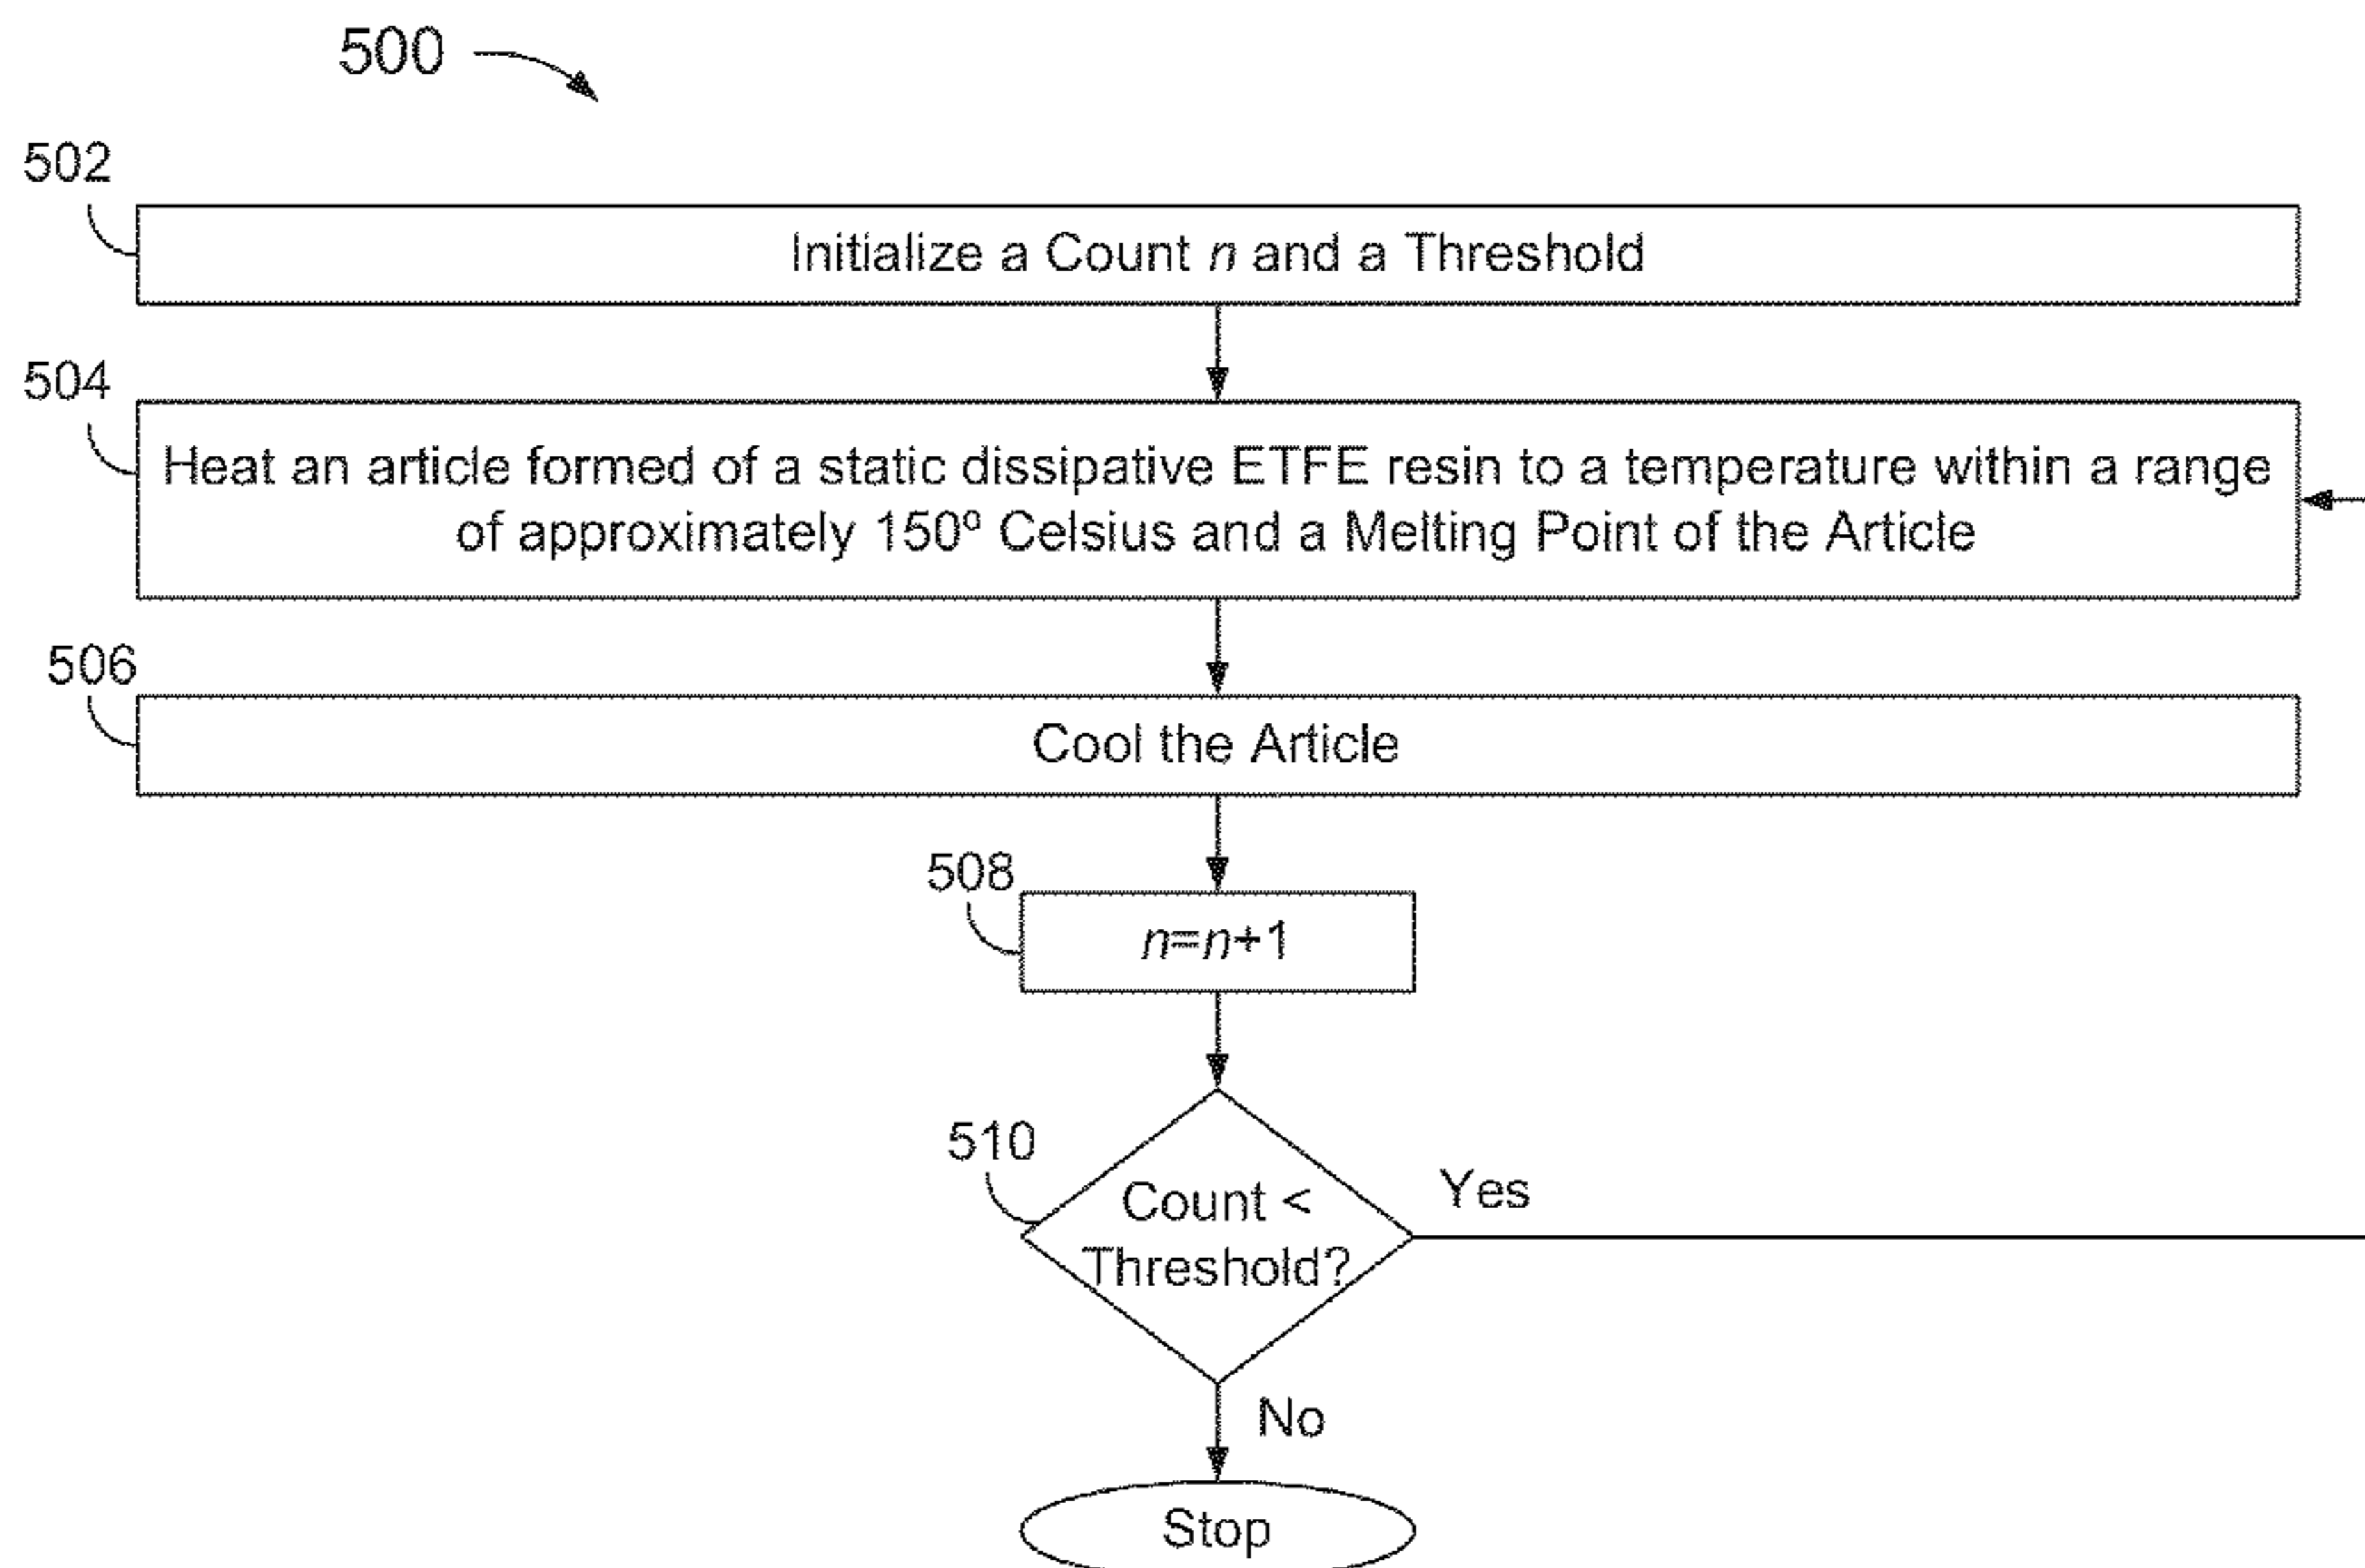 500
502
Initialize a Count n and a Threshold
504
Heat an article formed of a static dissipative ETFE resin to a temperature within a range
of approximately 150º Celsius and a Melting Point of the Article
506
Cool the Article
508
n=n+1
510
Count <
Threshold?
Yes
No
Stop